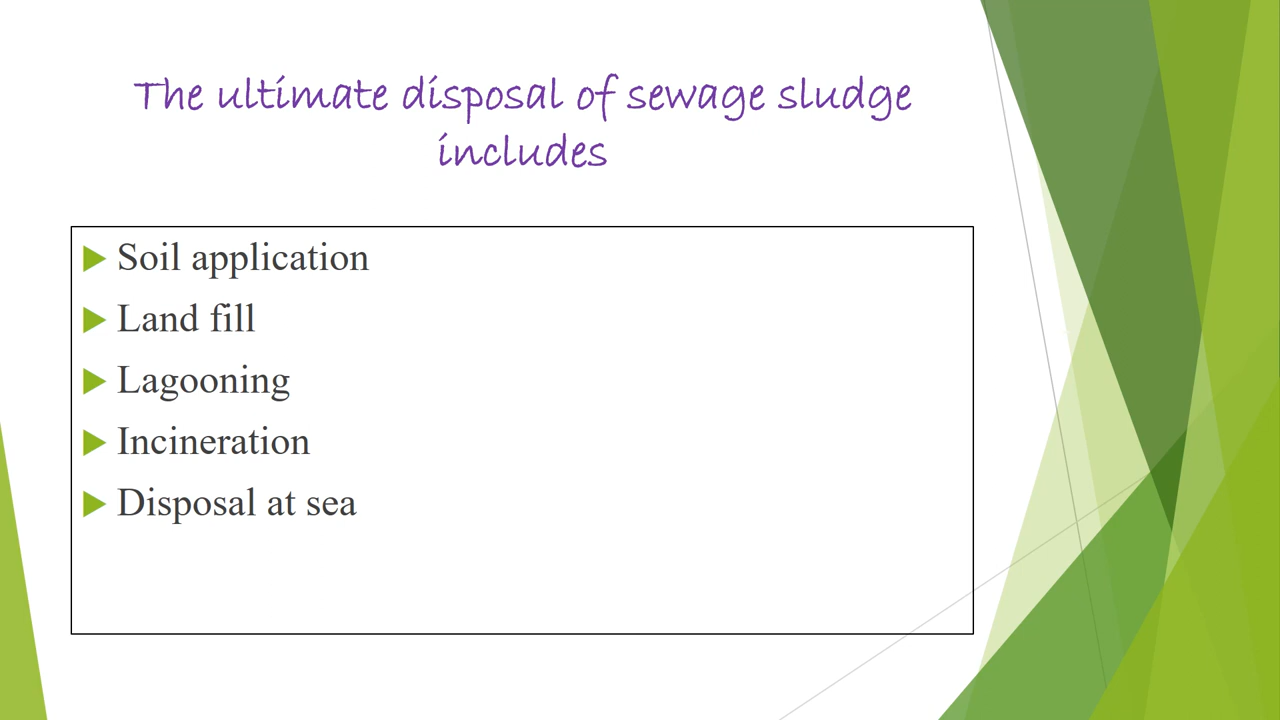 The ultimate disposal of sewage sludge
includes
Soil application
Land fill
Lagooning
Incineration
Disposal at sea